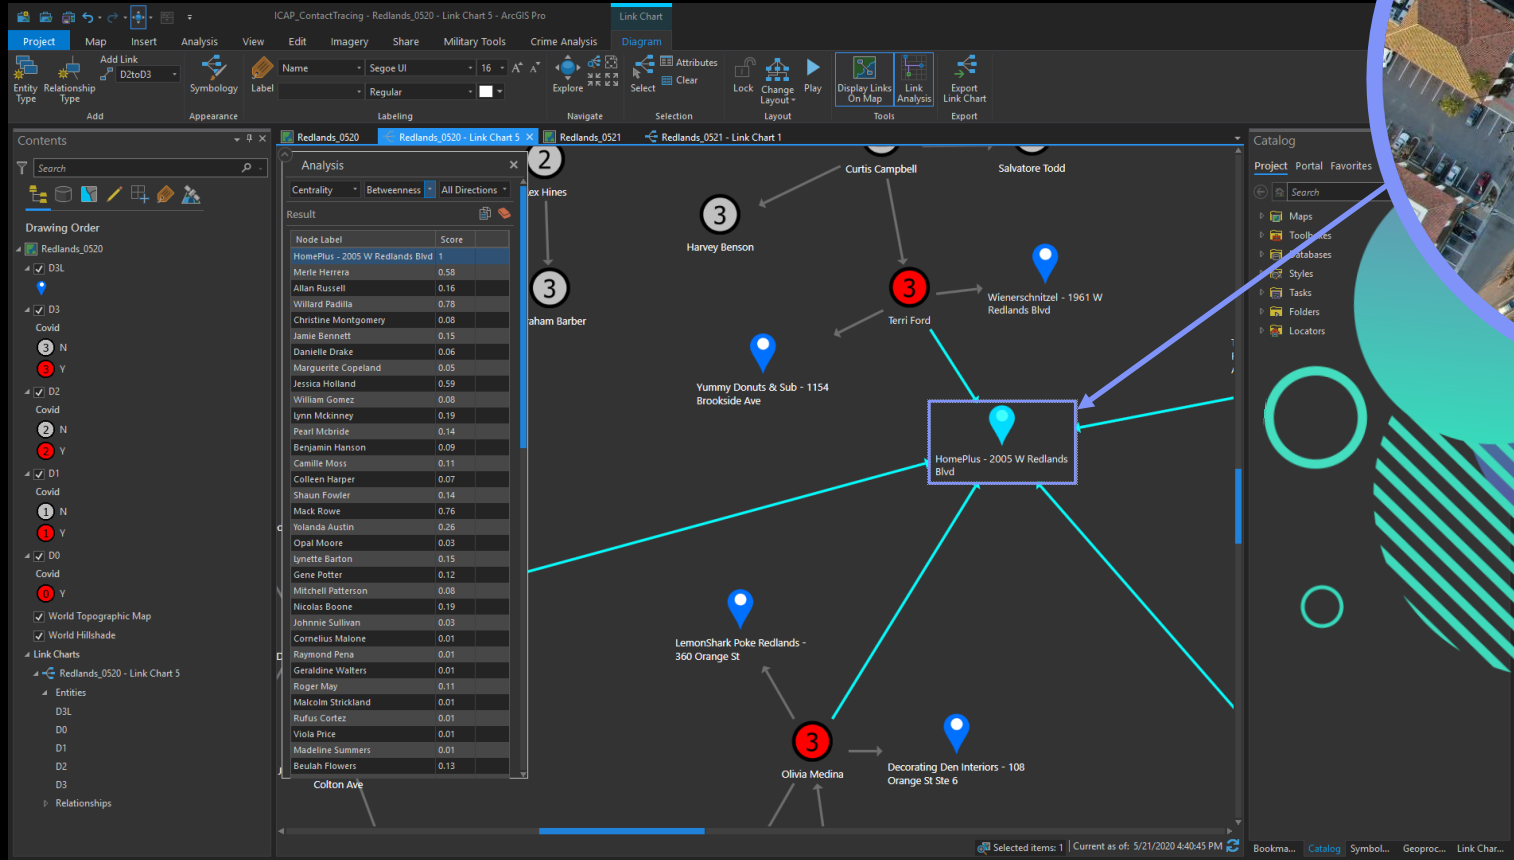 ICAP_ContactTracing - Redlands_0520 - Link Chart 5 - ArcGIS Pro
Link Chart
Project Map Insert Analysis View Edit Imagery Share Military Tools Crime Analysis Diagram
Add Link
D2toD3
Entity Type
Relationship Type
Symbology
Label
Name
Segoe UI
16
Regular
Explore
Select
Attributes
Clear
Lock
Change Layout
Play
Display Links On Map
Link Analysis
Export Link Chart
Add Appearance Labeling Navigate Selection Layout Tools Export
Contents
Search
Drawing Order
Redlands_0520
D3L
D3
Covid
3 N
3 Y
D2
Covid
2 N
2 Y
D1
Covid
1 N
1 Y
D0
Covid
0 Y
World Topographic Map
World Hillshade
Link Charts
Redlands_0520 - Link Chart 5
Entities
D3L
D0
D1
D2
D3
Relationships
Redlands_0520 Redlands_0520 - Link Chart 5 Redlands_0521 Redlands_0521 - Link Chart 1
Analysis
Centrality Betweenness All Directions
Result
Node Label Score
HomePlus - 2005 W Redlands Blvd 1
Merle Herrera 0.58
Allan Russell 0.16
Willard Padilla 0.78
Christine Montgomery 0.08
Jamie Bennett 0.15
Danielle Drake 0.06
Marguerite Copeland 0.05
Jessica Holland 0.59
William Gomez 0.08
Lynn Mckinney 0.19
Pearl Mcbride 0.14
Benjamin Hanson 0.09
Camille Moss 0.11
Colleen Harper 0.07
Shaun Fowler 0.14
Mack Rowe 0.76
Yolanda Austin 0.26
Opal Moore 0.03
Lynette Barton 0.15
Gene Potter 0.12
Mitchell Patterson 0.08
Nicolas Boone 0.19
Johnnie Sullivan 0.03
Cornelius Malone 0.01
Raymond Pena 0.01
Geraldine Walters 0.01
Roger May 0.11
Malcolm Strickland 0.01
Rufus Cortez 0.01
Viola Price 0.01
Madeline Summers 0.01
Beulah Flowers 0.13
Colton Ave
2
ex Hines
3
aham Barber
Curtis Campbell
Salvatore Todd
3
Harvey Benson
3
Terri Ford
Wienerschnitzel - 1961 W
Redlands Blvd
Yummy Donuts & Sub - 1154
Brookside Ave
HomePlus - 2005 W Redlands
Blvd
LemonShark Poke Redlands -
360 Orange St
3
Olivia Medina
Decorating Den Interiors - 108
Orange St Ste 6
Selected items: 1 Current as of: 5/21/2020 4:40:45 PM
Catalog
Project Portal Favorites
Search
Maps
Toolboxes
Databases
Styles
Tasks
Folders
Locators
Bookma... Catalog Symbol... Geoproc... Link Char...